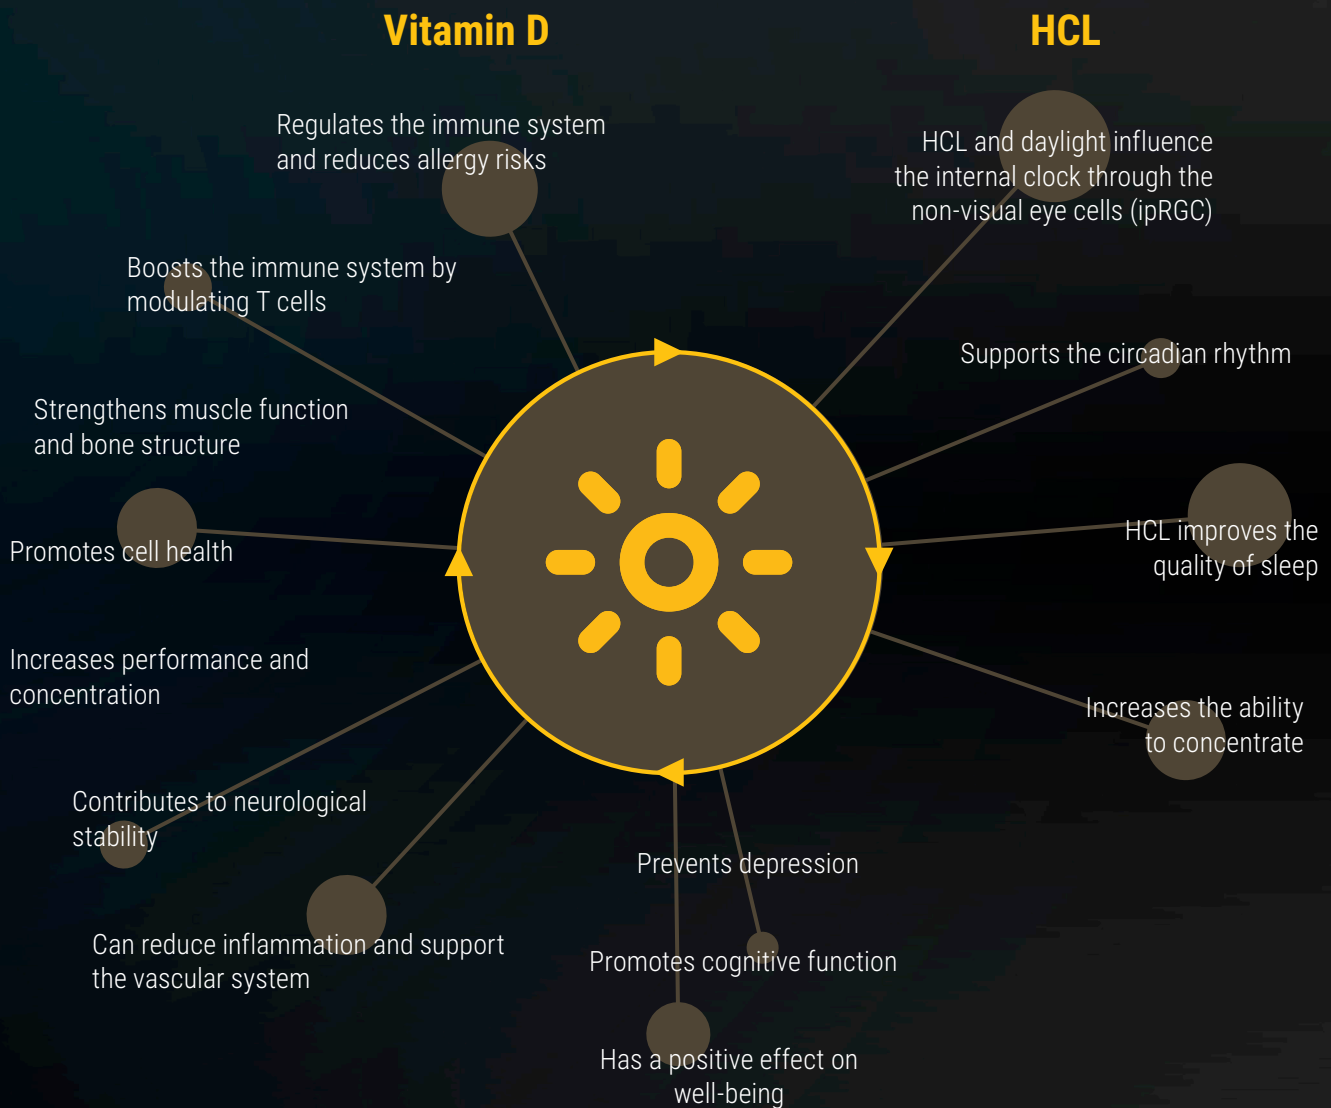 Vitamin D
HCL
Regulates the immune system
and reduces allergy risks
Boosts the immune system by
modulating T cells
Strengthens muscle function
and bone structure
Promotes cell health
Increases performance and
concentration
Contributes to neurological
stability
Can reduce inflammation and support
the vascular system
Prevents depression
Promotes cognitive function
Has a positive effect on
well-being
HCL and daylight influence
the internal clock through the
non-visual eye cells (ipRGC)
Supports the circadian rhythm
HCL improves the
quality of sleep
Increases the ability
to concentrate